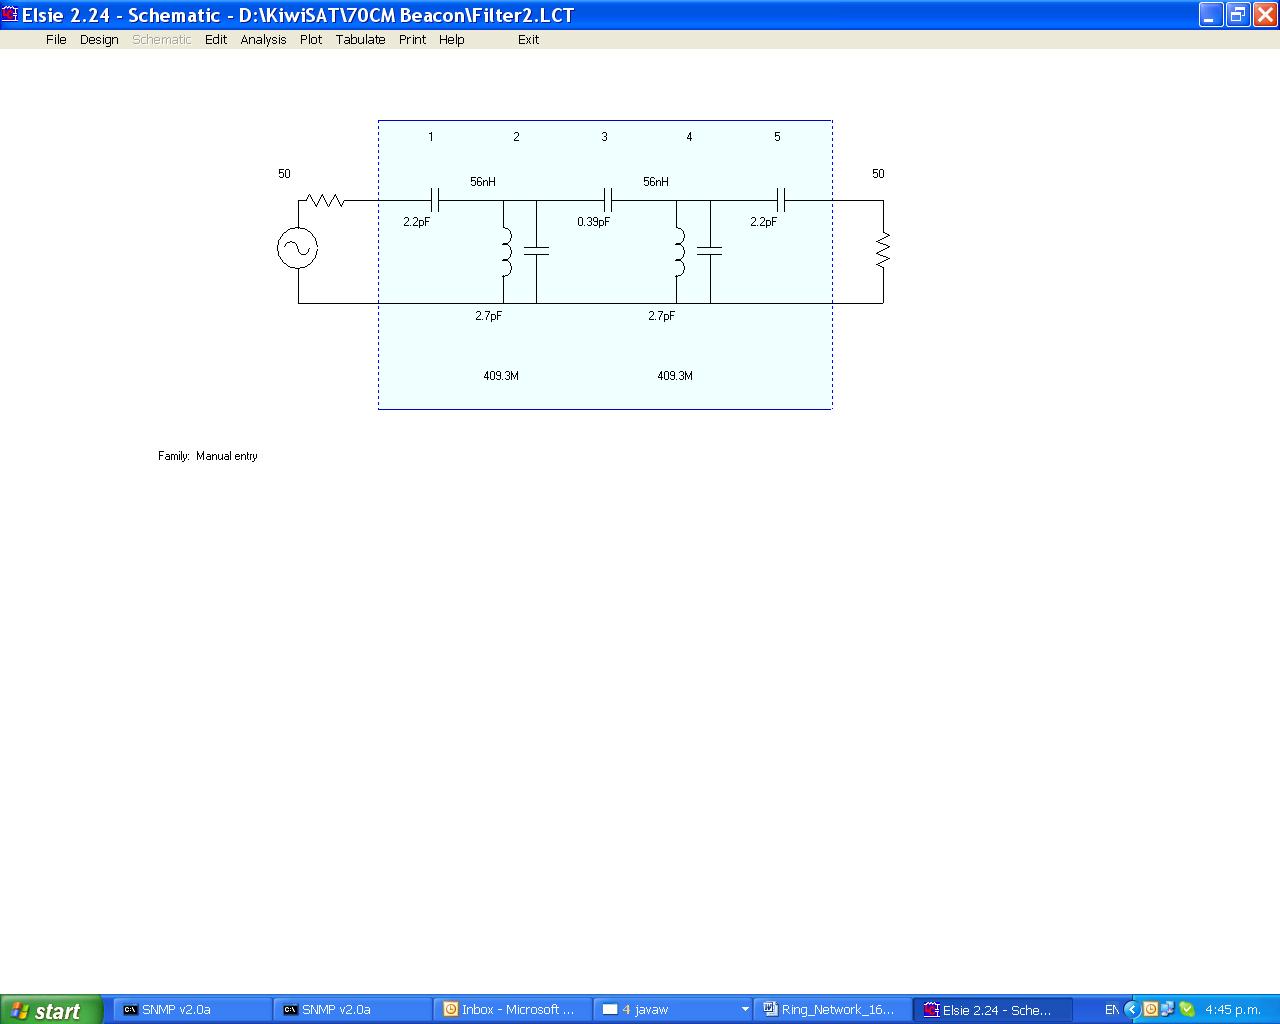 Elsie 2.24 - Schematic - D:\KiwiSAT\70CM Beacon\Filter2.LCT
File Design Schematic Edit Analysis Plot Tabulate Print Help Exit
1 2 3 4 5
50 50
56nH 56nH
2.2pF 0.39pF 2.2pF
2.7pF 2.7pF
409.3M 409.3M
Family: Manual entry
start SNMP v2.0a SNMP v2.0a Inbox - Microsoft ... 4 javaw Ring_Network_16... Elsie 2.24 - Sche... EN 4:45 p.m.